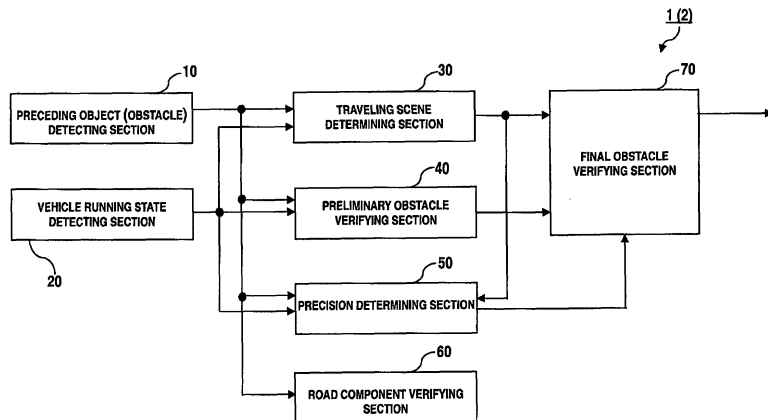 1 (2)
10
PRECEDING OBJECT (OBSTACLE)
DETECTING SECTION
30
TRAVELING SCENE
DETERMINING SECTION
70
FINAL OBSTACLE
VERIFYING SECTION
VEHICLE RUNNING STATE
DETECTING SECTION
20
40
PRELIMINARY OBSTACLE
VERIFYING SECTION
50
PRECISION DETERMINING SECTION
60
ROAD COMPONENT VERIFYING
SECTION